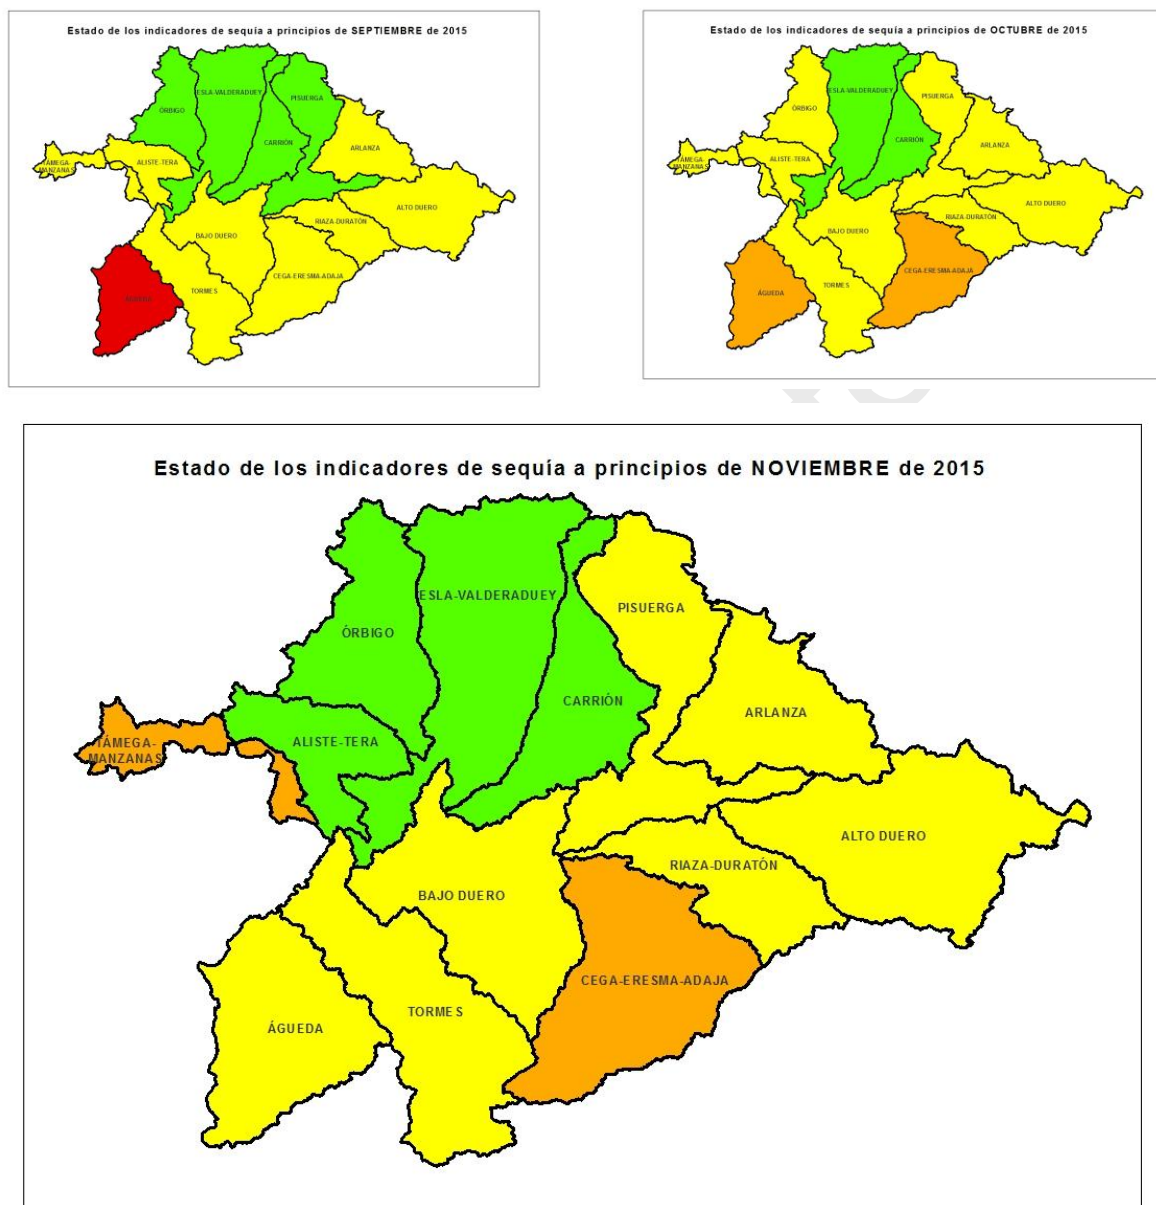 Estado de los indicadores de sequía a principios de SEPTIEMBRE de 2015
ESLA-VALDERADUEY
PISUERGA
ÓRBIGO
CARRIÓN
ARLANZA
TÁMEGA-
MANZANAS
ALISTE-TERA
ALTO DUERO
RIAZA-DURATÓN
BAJO DUERO
CEGA-ERESMA-ADAJA
TORMES
Estado de los indicadores de sequía a principios de OCTUBRE de 2015
ESLA-VALDERADUEY
PISUERGA
ÓRBIGO
CARRIÓN
ARLANZA
TÁMEGA-
MANZANAS
ALISTE-TERA
ALTO DUERO
RIAZA-DURATÓN
BAJO DUERO
CEGA-ERESMA-ADAJA
TORMES
ÁGUEDA
Estado de los indicadores de sequía a principios de NOVIEMBRE de 2015
ESLA-VALDERADUEY
PISUERGA
ÓRBIGO
CARRIÓN
ARLANZA
TÁMEGA-
MANZANAS
ALISTE-TERA
ALTO DUERO
RIAZA-DURATÓN
BAJO DUERO
CEGA-ERESMA-ADAJA
TORMES
ÁGUEDA